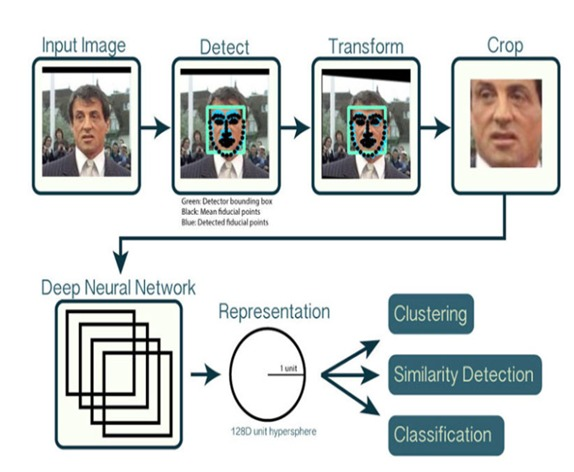 Input Image
Detect
Transform
Crop
Green: Detector bounding box
Black: Mean fiducial points
Blue: Detected fiducial points
Deep Neural Network
Representation
1 unit
128D unit hypersphere
Clustering
Similarity Detection
Classification